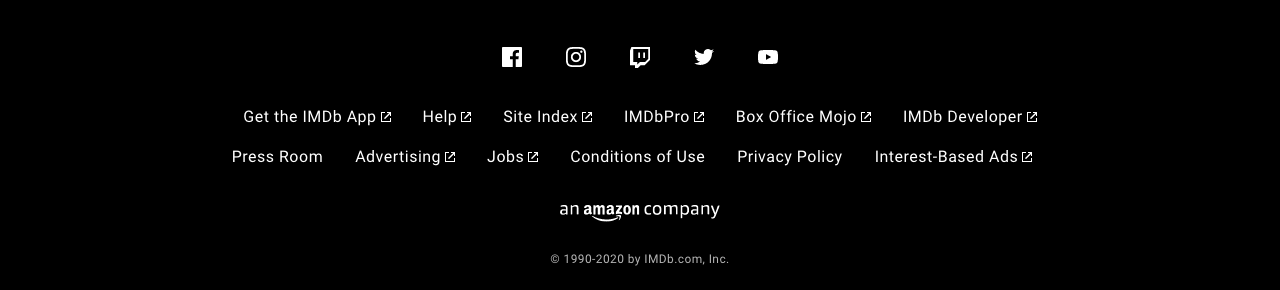 Get the IMDb App Help Site Index IMDbPro Box Office Mojo IMDb Developer
Press Room Advertising Jobs Conditions of Use Privacy Policy Interest-Based Ads
an amazon company
© 1990-2020 by IMDb.com, Inc.